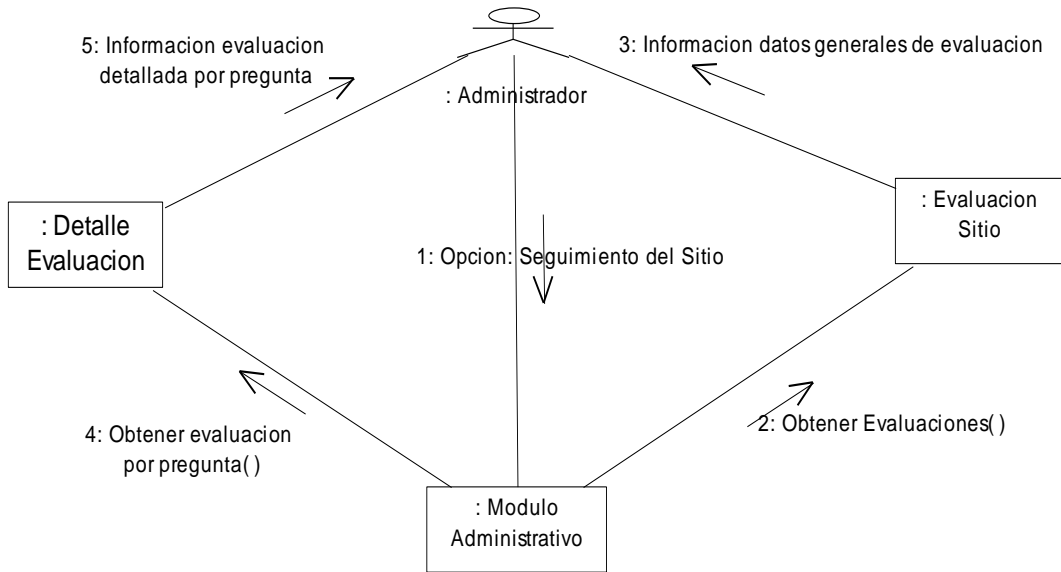 5: Informacion evaluacion
detallada por pregunta
3: Informacion datos generales de evaluacion
: Administrador
: Detalle
Evaluacion
: Evaluacion
Sitio
1: Opcion: Seguimiento del Sitio
4: Obtener evaluacion
por pregunta( )
2: Obtener Evaluaciones( )
: Modulo
Administrativo